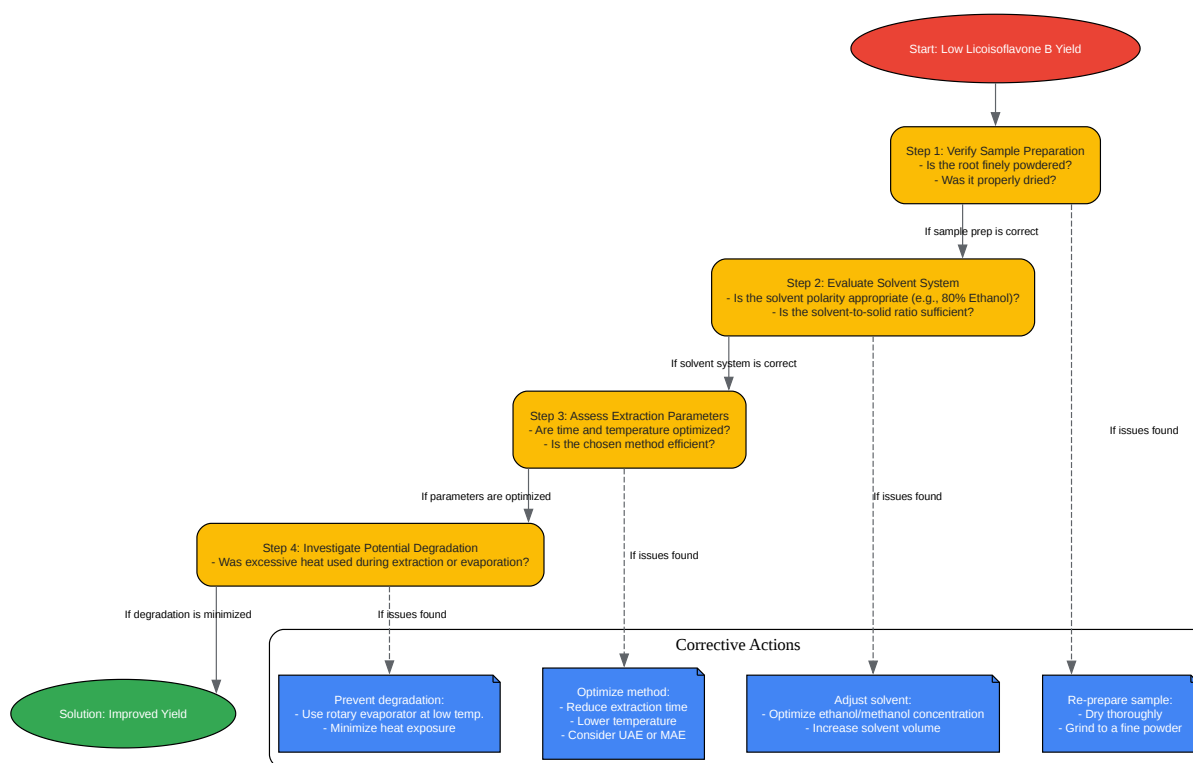 Start: Low Licoisoflavone B Yield
Step 1: Verify Sample Preparation
- Is the root finely powdered?
- Was it properly dried?
If sample prep is correct
Step 2: Evaluate Solvent System
- Is the solvent polarity appropriate (e.g., 80% Ethanol)?
- Is the solvent-to-solid ratio sufficient?
If solvent system is correct
Step 3: Assess Extraction Parameters
- Are time and temperature optimized?
- Is the chosen method efficient?
If issues found
If parameters are optimized
If issues found
Step 4: Investigate Potential Degradation
- Was excessive heat used during extraction or evaporation?
If issues found
If degradation is minimized
If issues found
Corrective Actions
Solution: Improved Yield
Prevent degradation:
- Use rotary evaporator at low temp.
- Minimize heat exposure
Optimize method:
- Reduce extraction time
- Lower temperature
- Consider UAE or MAE
Adjust solvent:
- Optimize ethanol/methanol concentration
- Increase solvent volume
Re-prepare sample:
- Dry thoroughly
- Grind to a fine powder